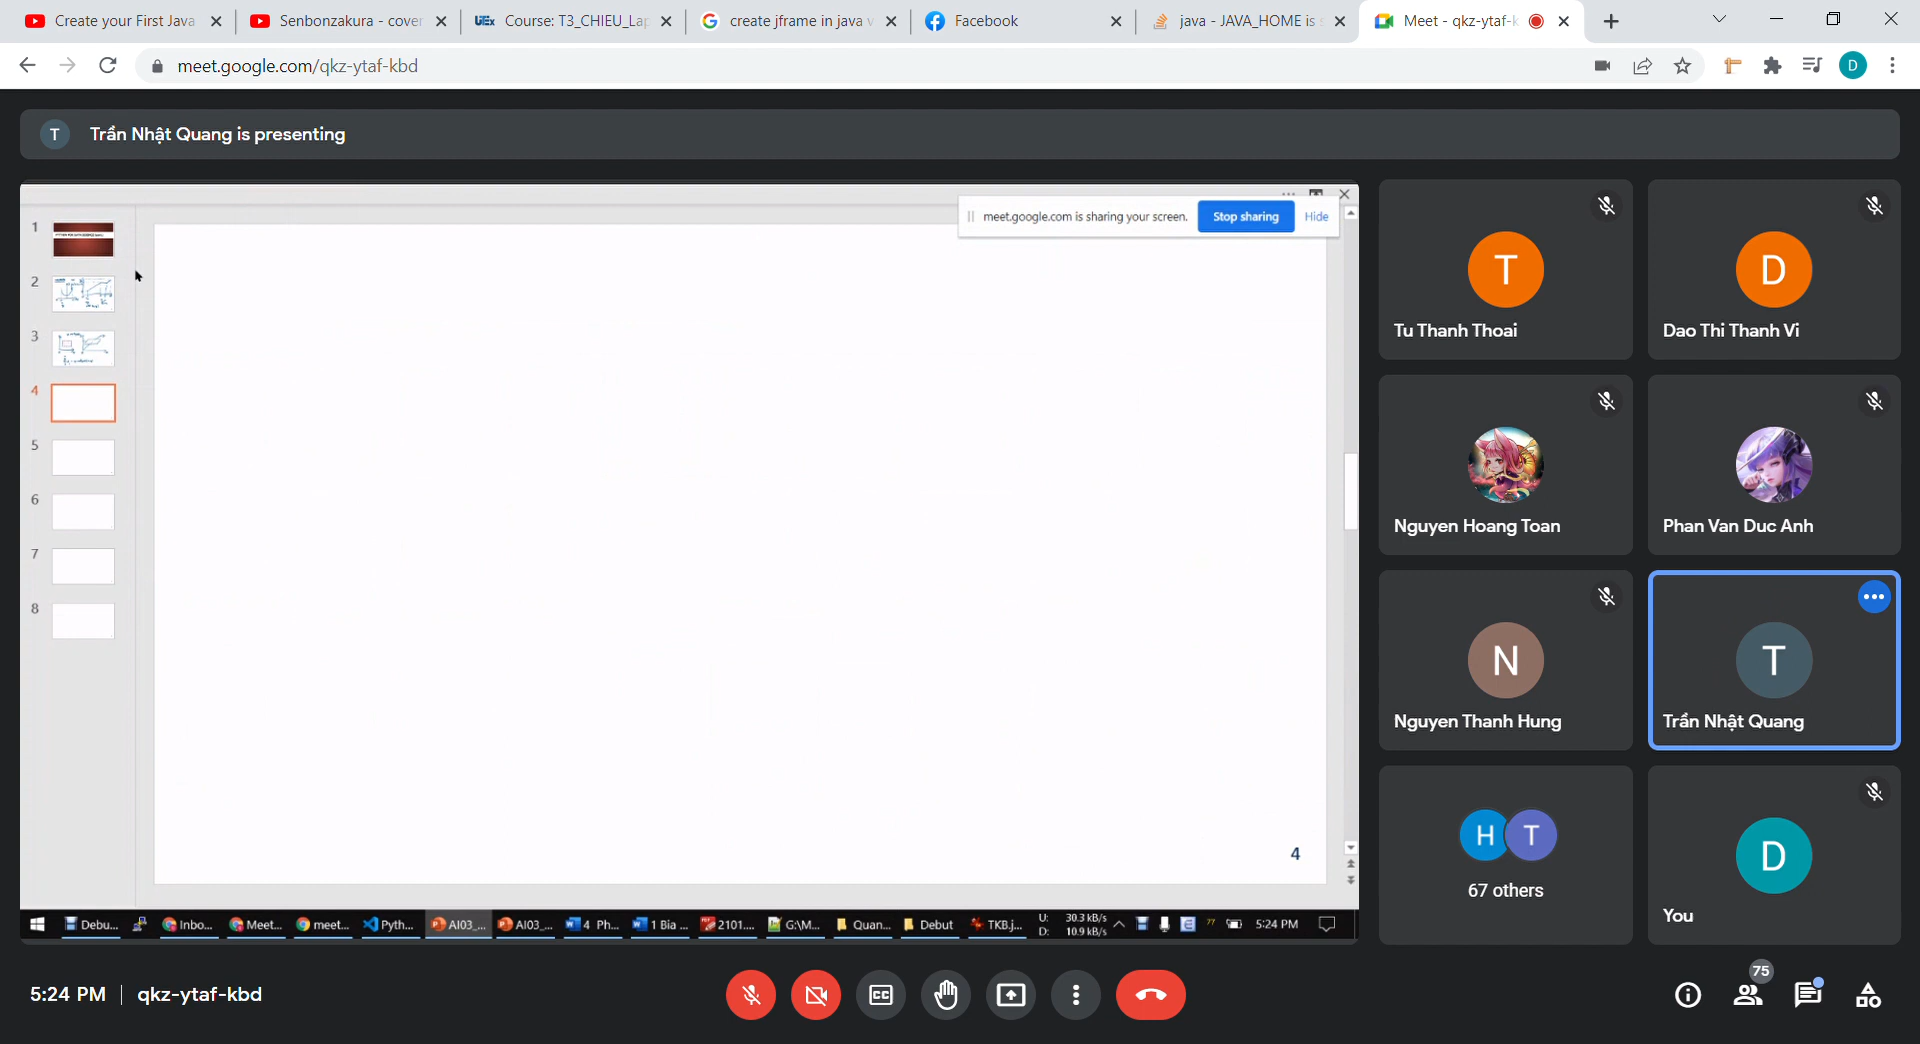 Create your First Java
Senbonzakura - cover
UEx Course: T3_CHIEU_Lap
create jframe in java v
Facebook
java - JAVA_HOME is s
Meet - qkz-ytaf-k
meet.google.com/qkz-ytaf-kbd
D
T Trần Nhật Quang is presenting
meet.google.com is sharing your screen. Stop sharing Hide
1
2
3
4
5
6
7
8
4
Debu...
Inbo...
Meet...
meet...
Pyth...
AI03_...
AI03_...
4 Ph...
1 Bia ...
2101....
G:\M...
Quan...
Debut
TKB.j...
U: 30.3 kB/s
D: 10.9 kB/s
77
5:24 PM
T
Tu Thanh Thoai
D
Dao Thi Thanh Vi
Nguyen Hoang Toan
Phan Van Duc Anh
N
Nguyen Thanh Hung
T
Trần Nhật Quang
H T
67 others
D
You
5:24 PM | qkz-ytaf-kbd
CC
75